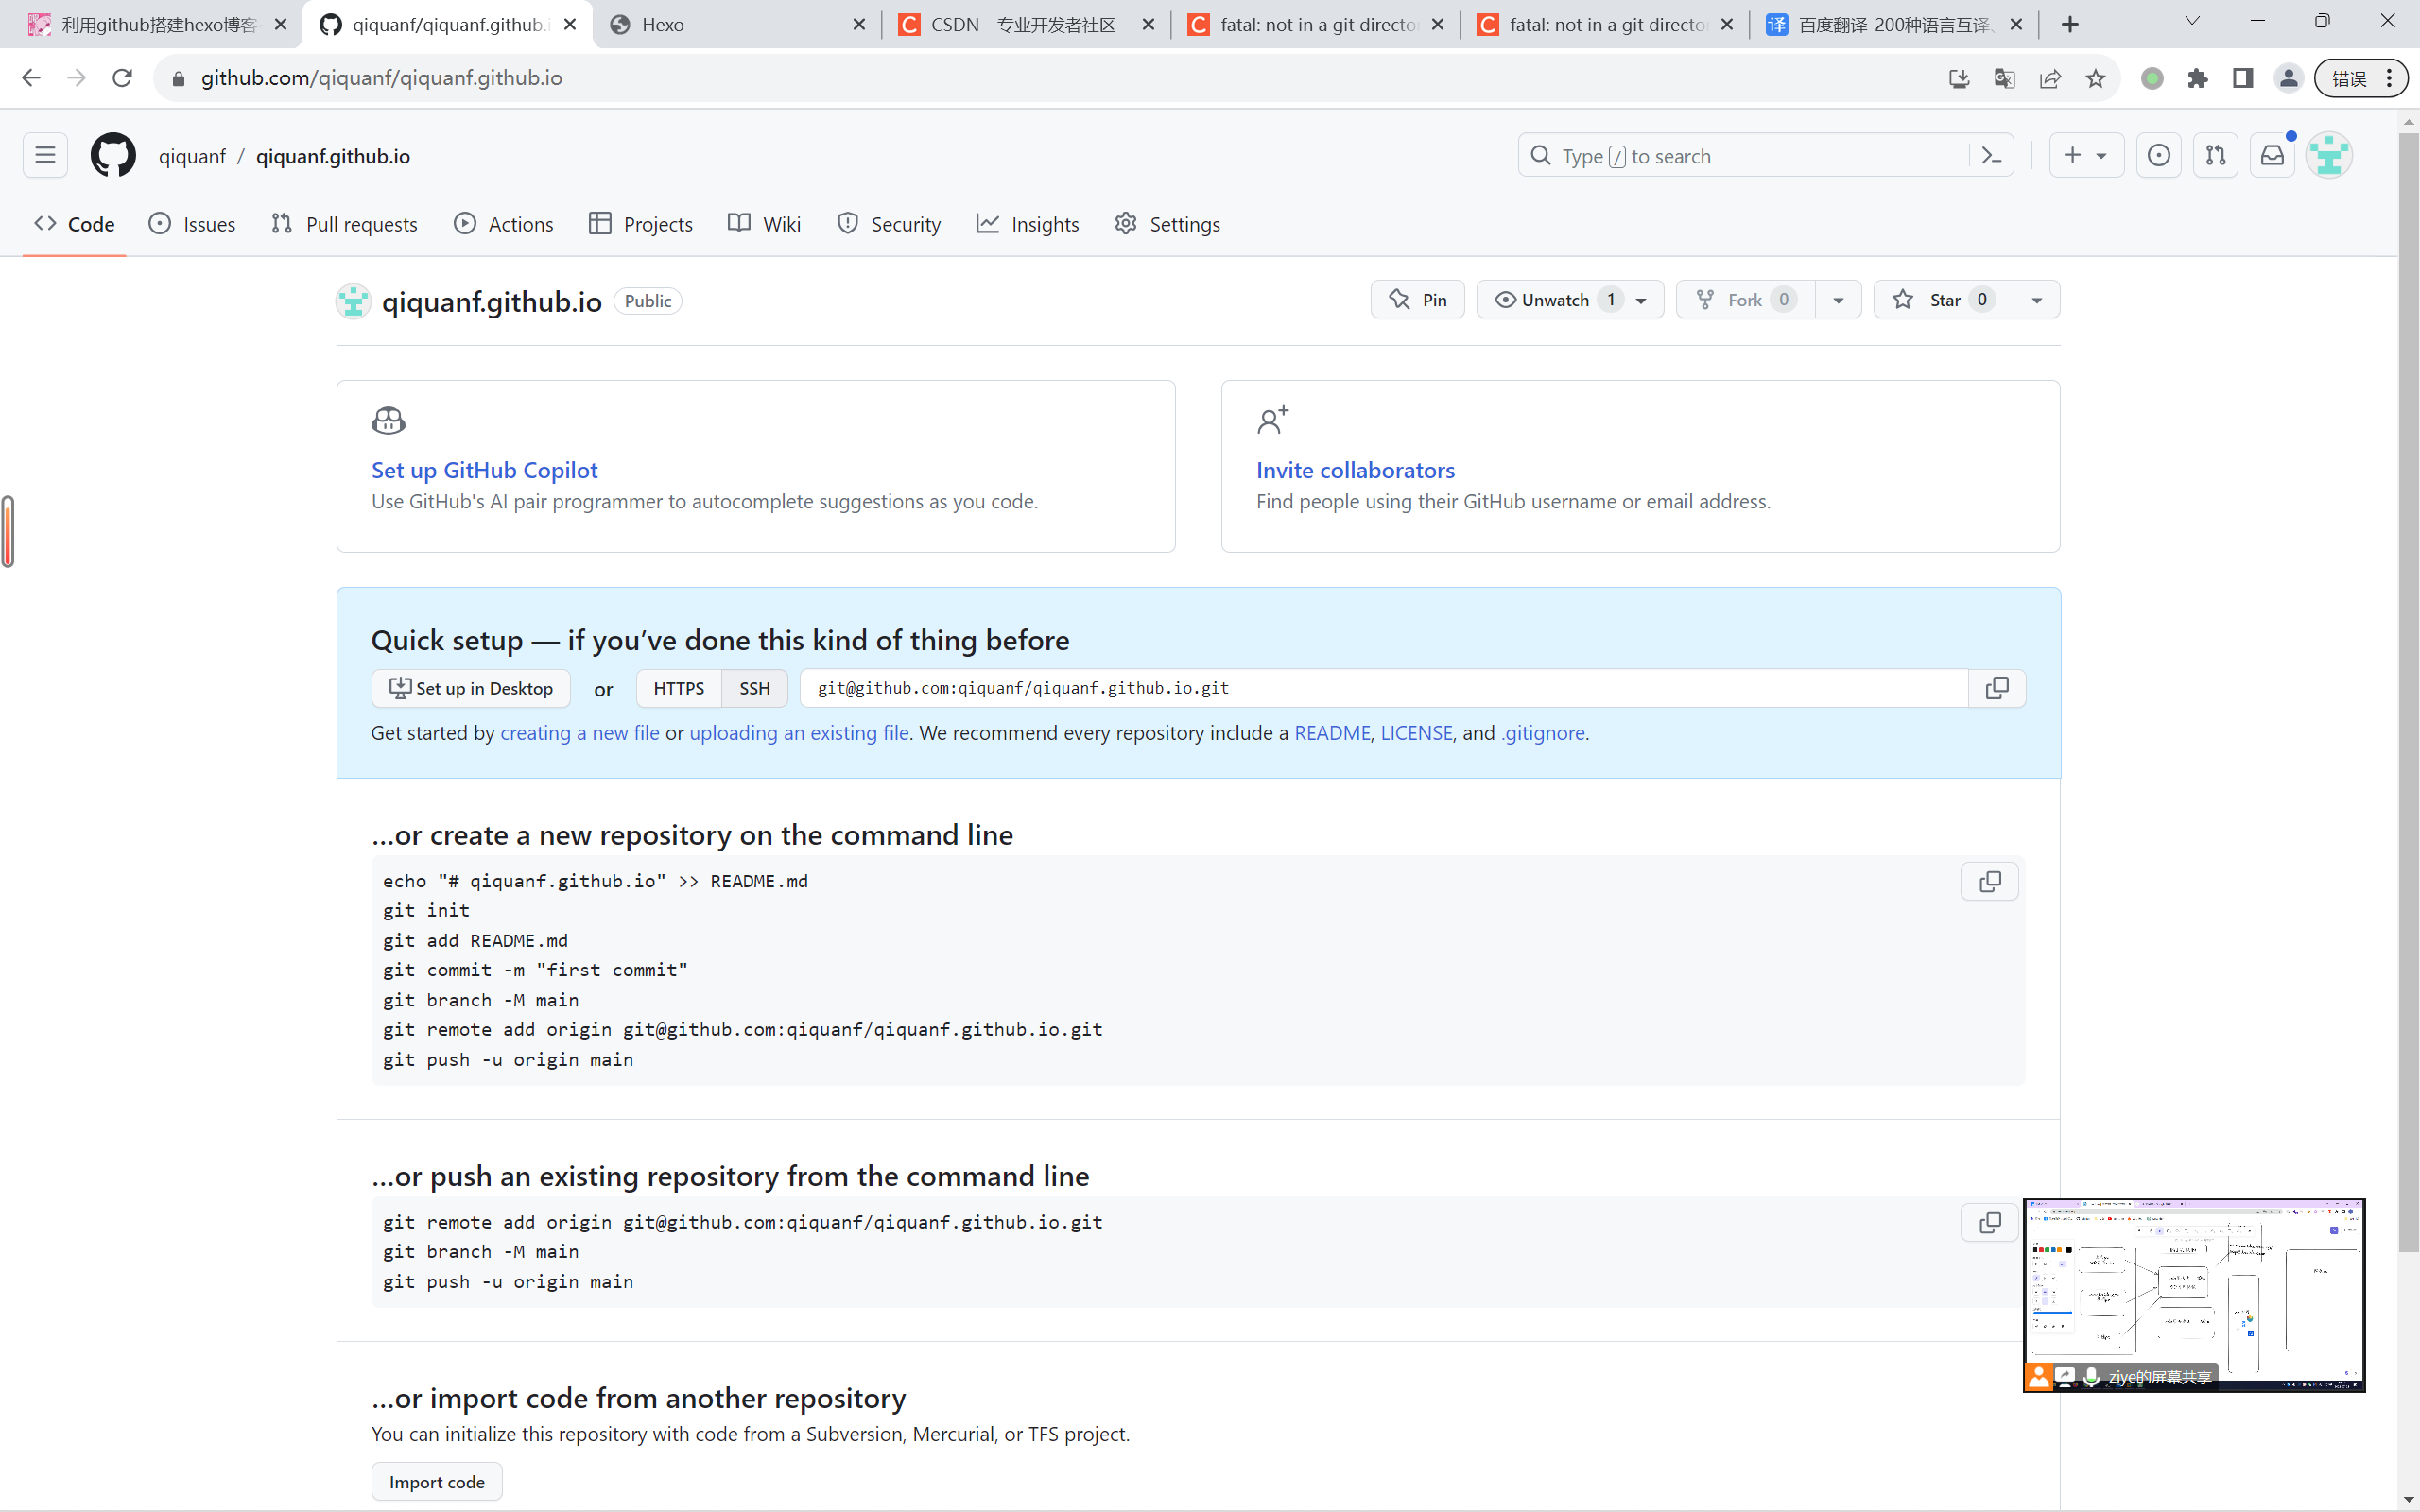 利用github搭建hexo博客
qiquanf/qiquanf.github.i
Hexo
CSDN - 专业开发者社区
fatal: not in a git directo
fatal: not in a git directo
百度翻译-200种语言互译、
github.com/qiquanf/qiquanf.github.io
错误
qiquanf / qiquanf.github.io
Type / to search
Code
Issues
Pull requests
Actions
Projects
Wiki
Security
Insights
Settings
qiquanf.github.io Public
Pin
Unwatch 1
Fork 0
Star 0
Set up GitHub Copilot
Use GitHub's AI pair programmer to autocomplete suggestions as you code.
Invite collaborators
Find people using their GitHub username or email address.
Quick setup — if you’ve done this kind of thing before
Set up in Desktop or HTTPS SSH git@github.com:qiquanf/qiquanf.github.io.git
Get started by creating a new file or uploading an existing file. We recommend every repository include a README, LICENSE, and .gitignore.
…or create a new repository on the command line
echo "# qiquanf.github.io" >> README.md
git init
git add README.md
git commit -m "first commit"
git branch -M main
git remote add origin git@github.com:qiquanf/qiquanf.github.io.git
git push -u origin main
…or push an existing repository from the command line
git remote add origin git@github.com:qiquanf/qiquanf.github.io.git
git branch -M main
git push -u origin main
ziye的屏幕共享
…or import code from another repository
You can initialize this repository with code from a Subversion, Mercurial, or TFS project.
Import code